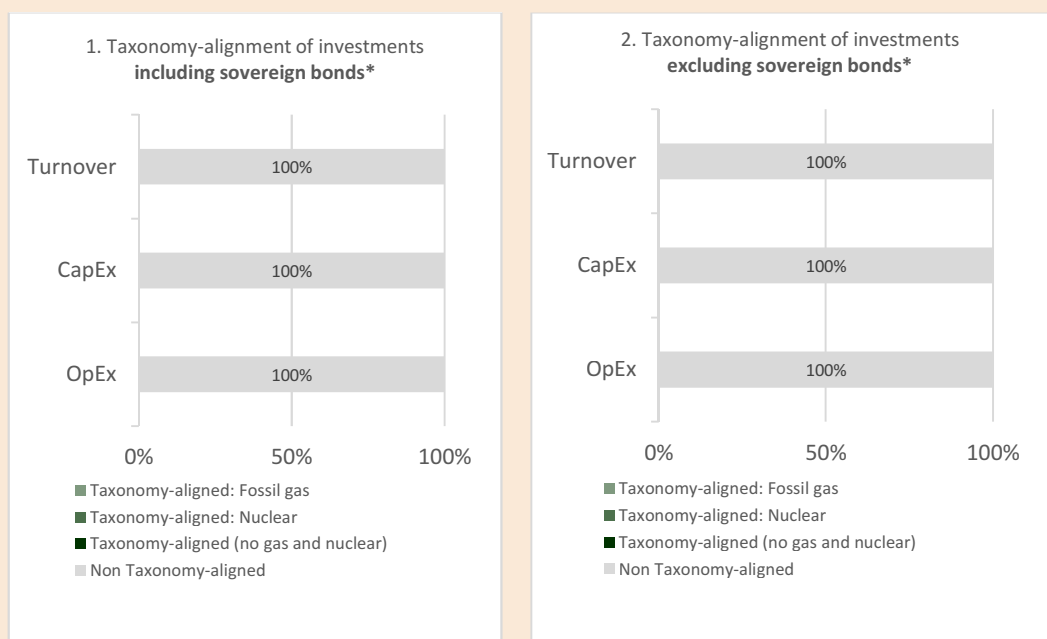 1. Taxonomy-alignment of investments
including sovereign bonds*
Turnover
100%
CapEx
100%
OpEx
100%
0%
50%
100%
Taxonomy-aligned: Fossil gas
Taxonomy-aligned: Nuclear
Taxonomy-aligned (no gas and nuclear)
Non Taxonomy-aligned
2. Taxonomy-alignment of investments
excluding sovereign bonds*
Turnover
100%
CapEx
100%
OpEx
100%
0%
50%
100%
Taxonomy-aligned: Fossil gas
Taxonomy-aligned: Nuclear
Taxonomy-aligned (no gas and nuclear)
Non Taxonomy-aligned